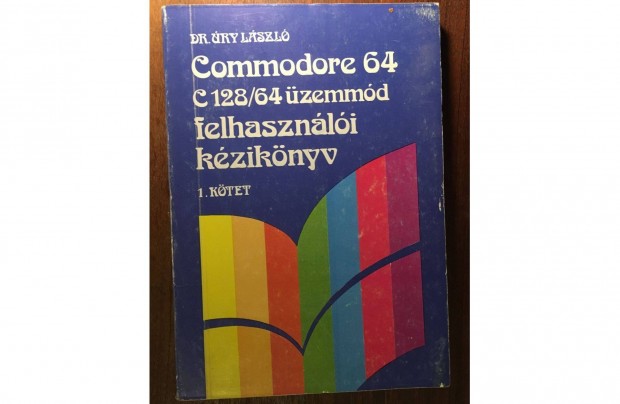 DR. ÚRY LÁSZLÓ
Commodore 64
C 128/64 üzemmód
felhasználói
kézikönyv
1. KÖTET